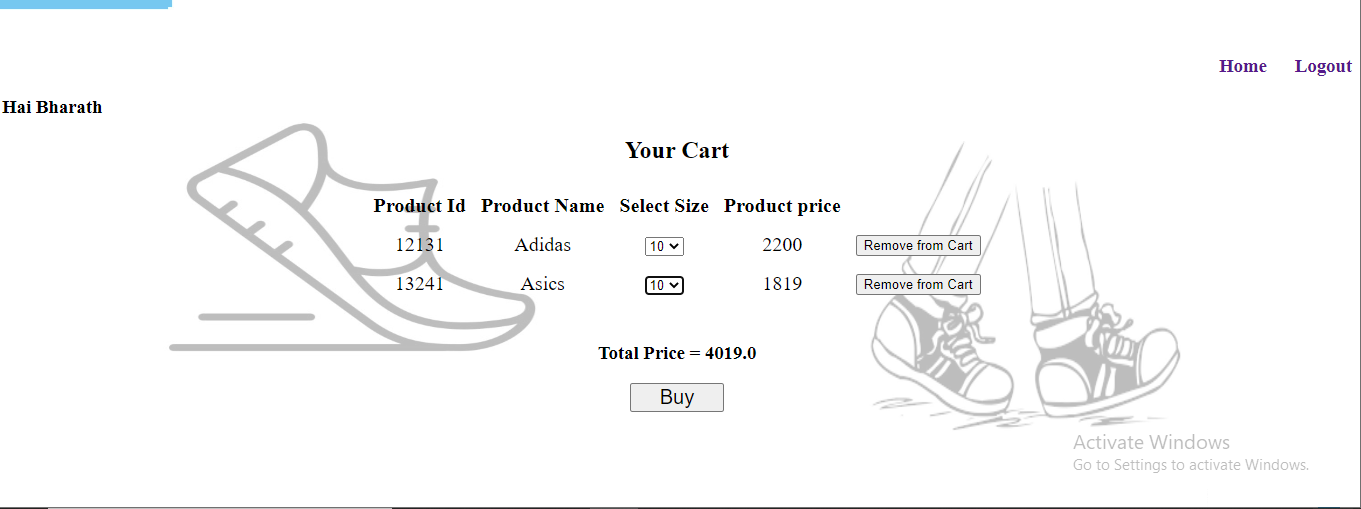 Home Logout
Hai Bharath
Your Cart
Product Id Product Name Select Size Product price
12131 Adidas 10 2200 Remove from Cart
13241 Asics 10 1819 Remove from Cart
Total Price = 4019.0
Buy
Activate Windows
Go to Settings to activate Windows.